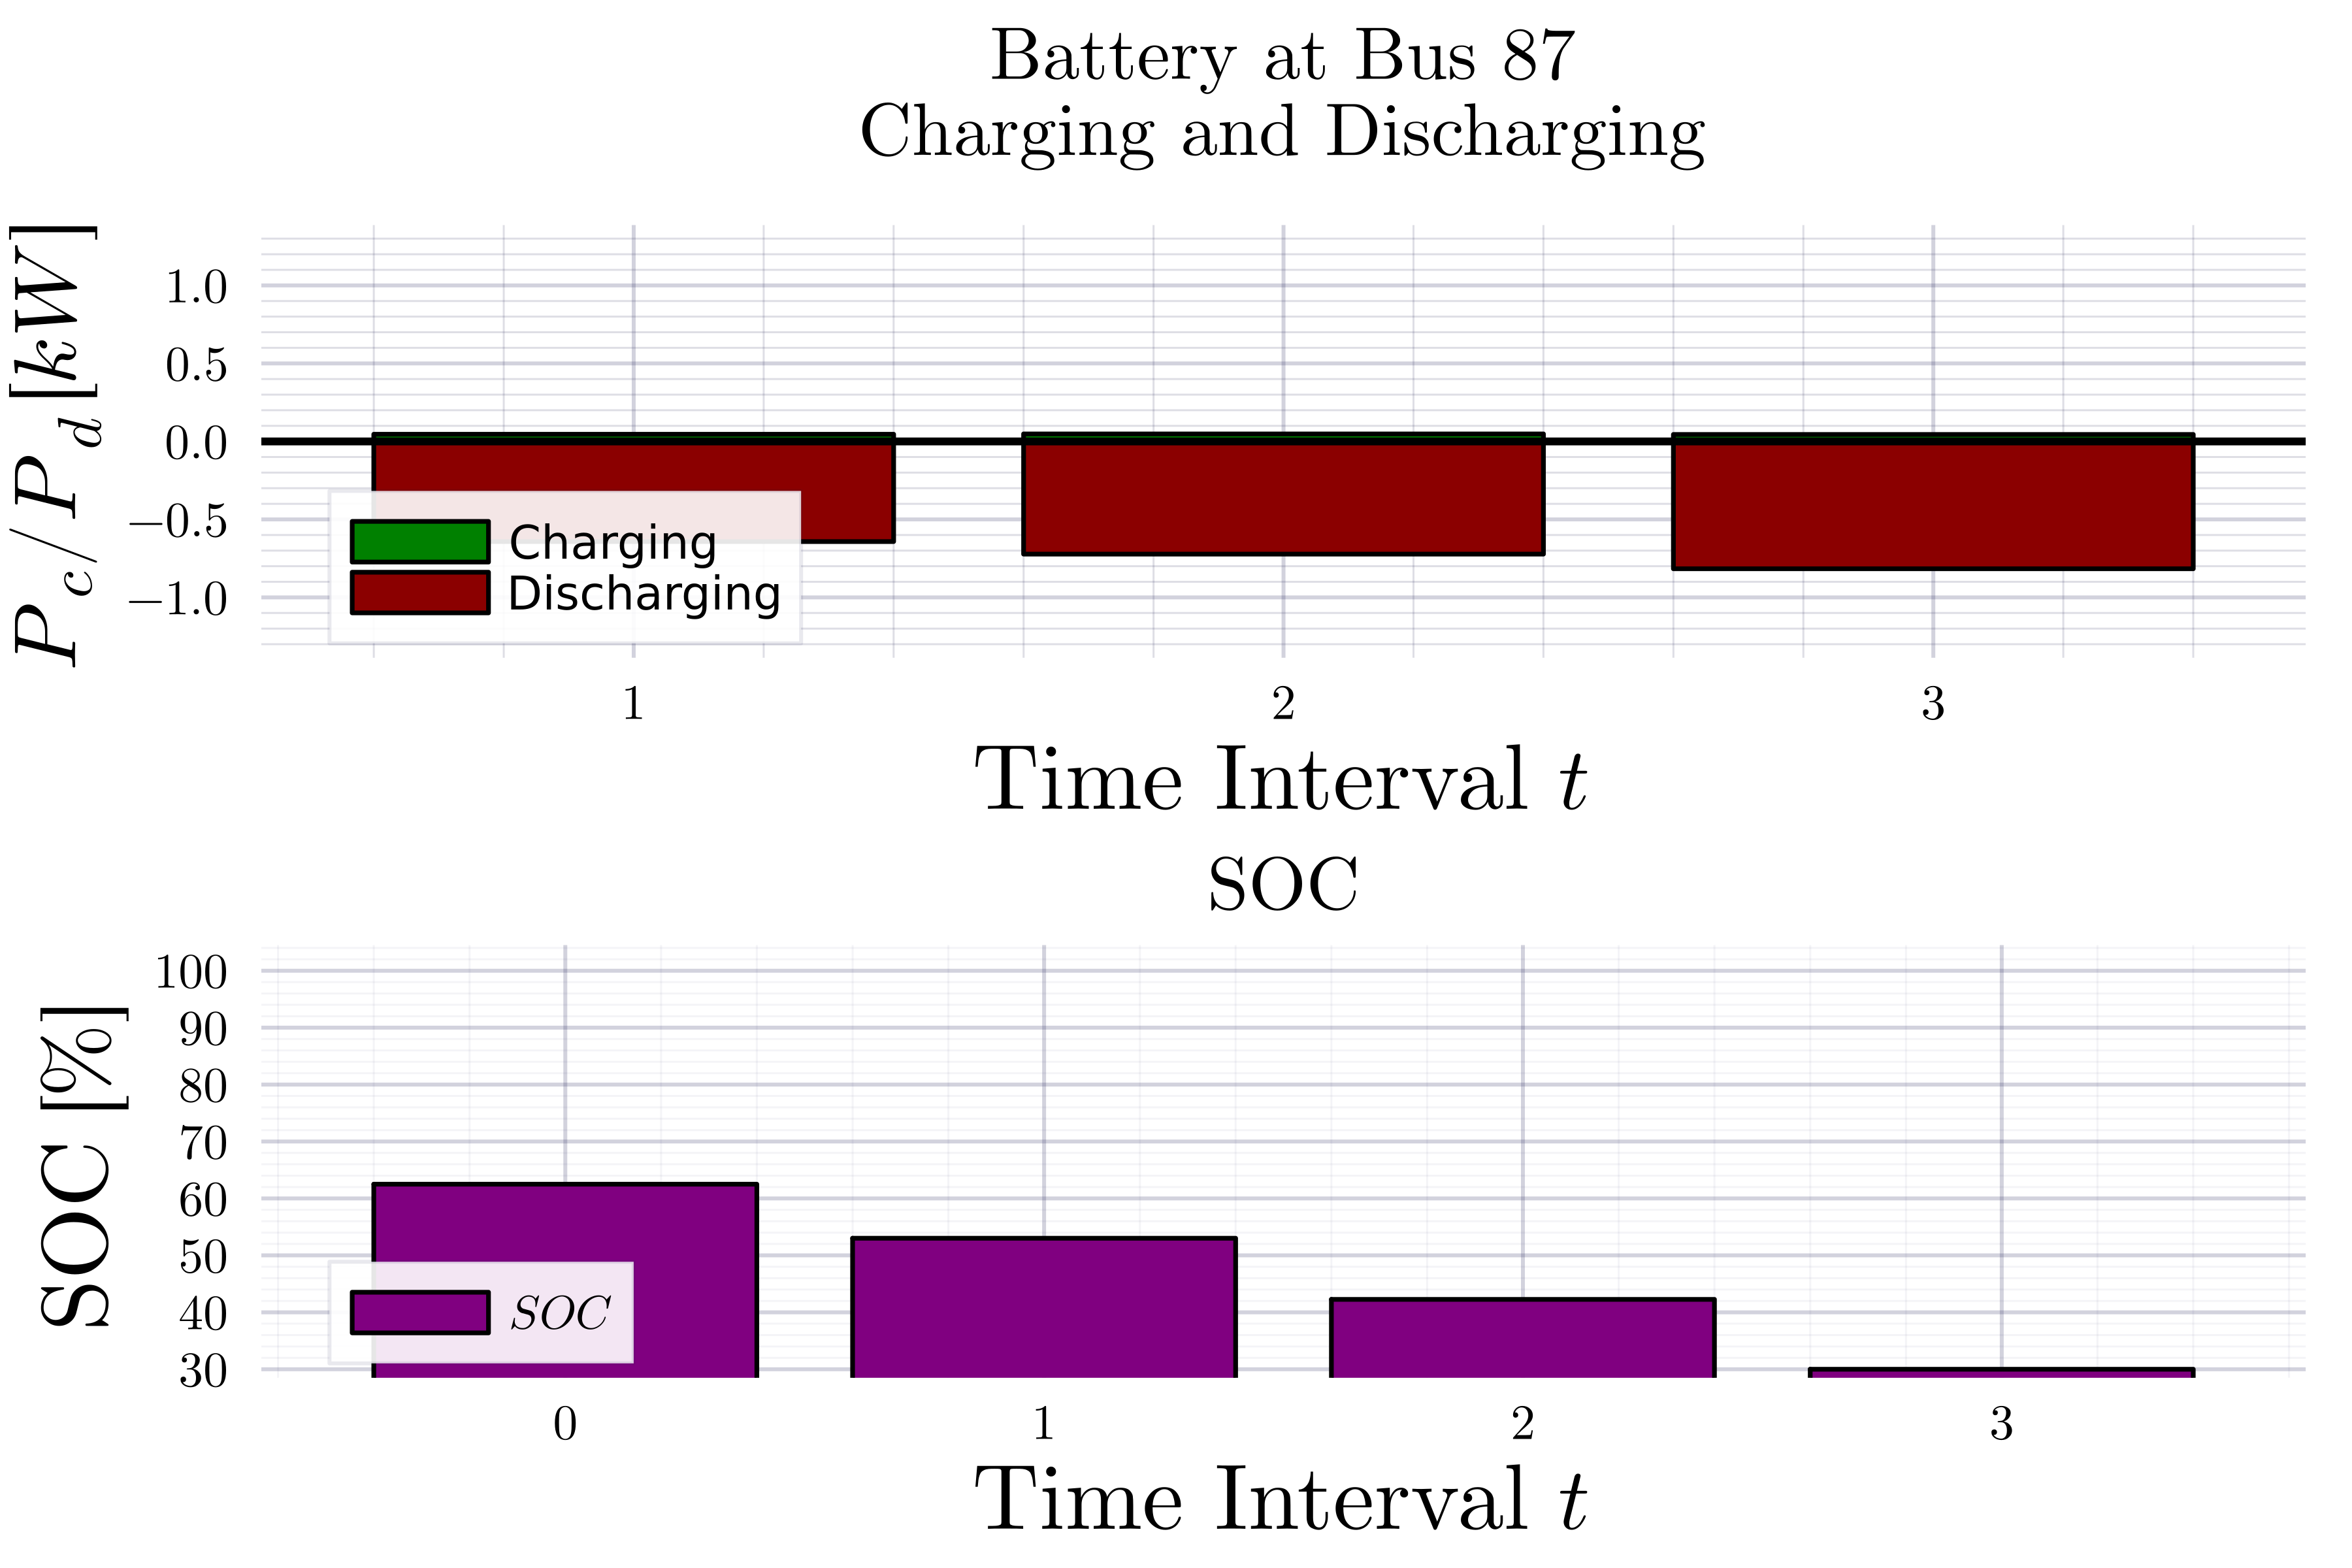 Battery at Bus 87
Charging and Discharging
P_c/P_d [kW]
1.0
0.5
0.0
−0.5
−1.0
Charging
Discharging
1 2 3
Time Interval t
SOC
SOC [%]
100
90
80
70
60
50
40
30
SOC
0 1 2 3
Time Interval t